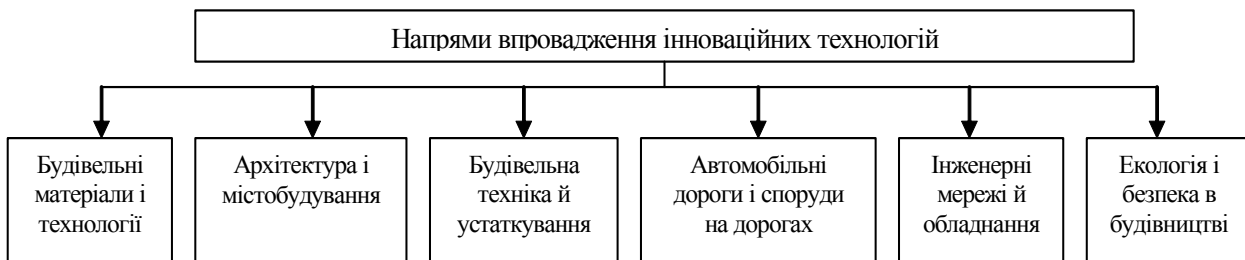 Напрями впровадження інноваційних технологій
Будівельні
матеріали і
технології
Архітектура і
містобудування
Будівельна
техніка й
устаткування
Автомобільні
дороги і споруди
на дорогах
Інженерні
мережі й
обладнання
Екологія і
безпека в
будівництві